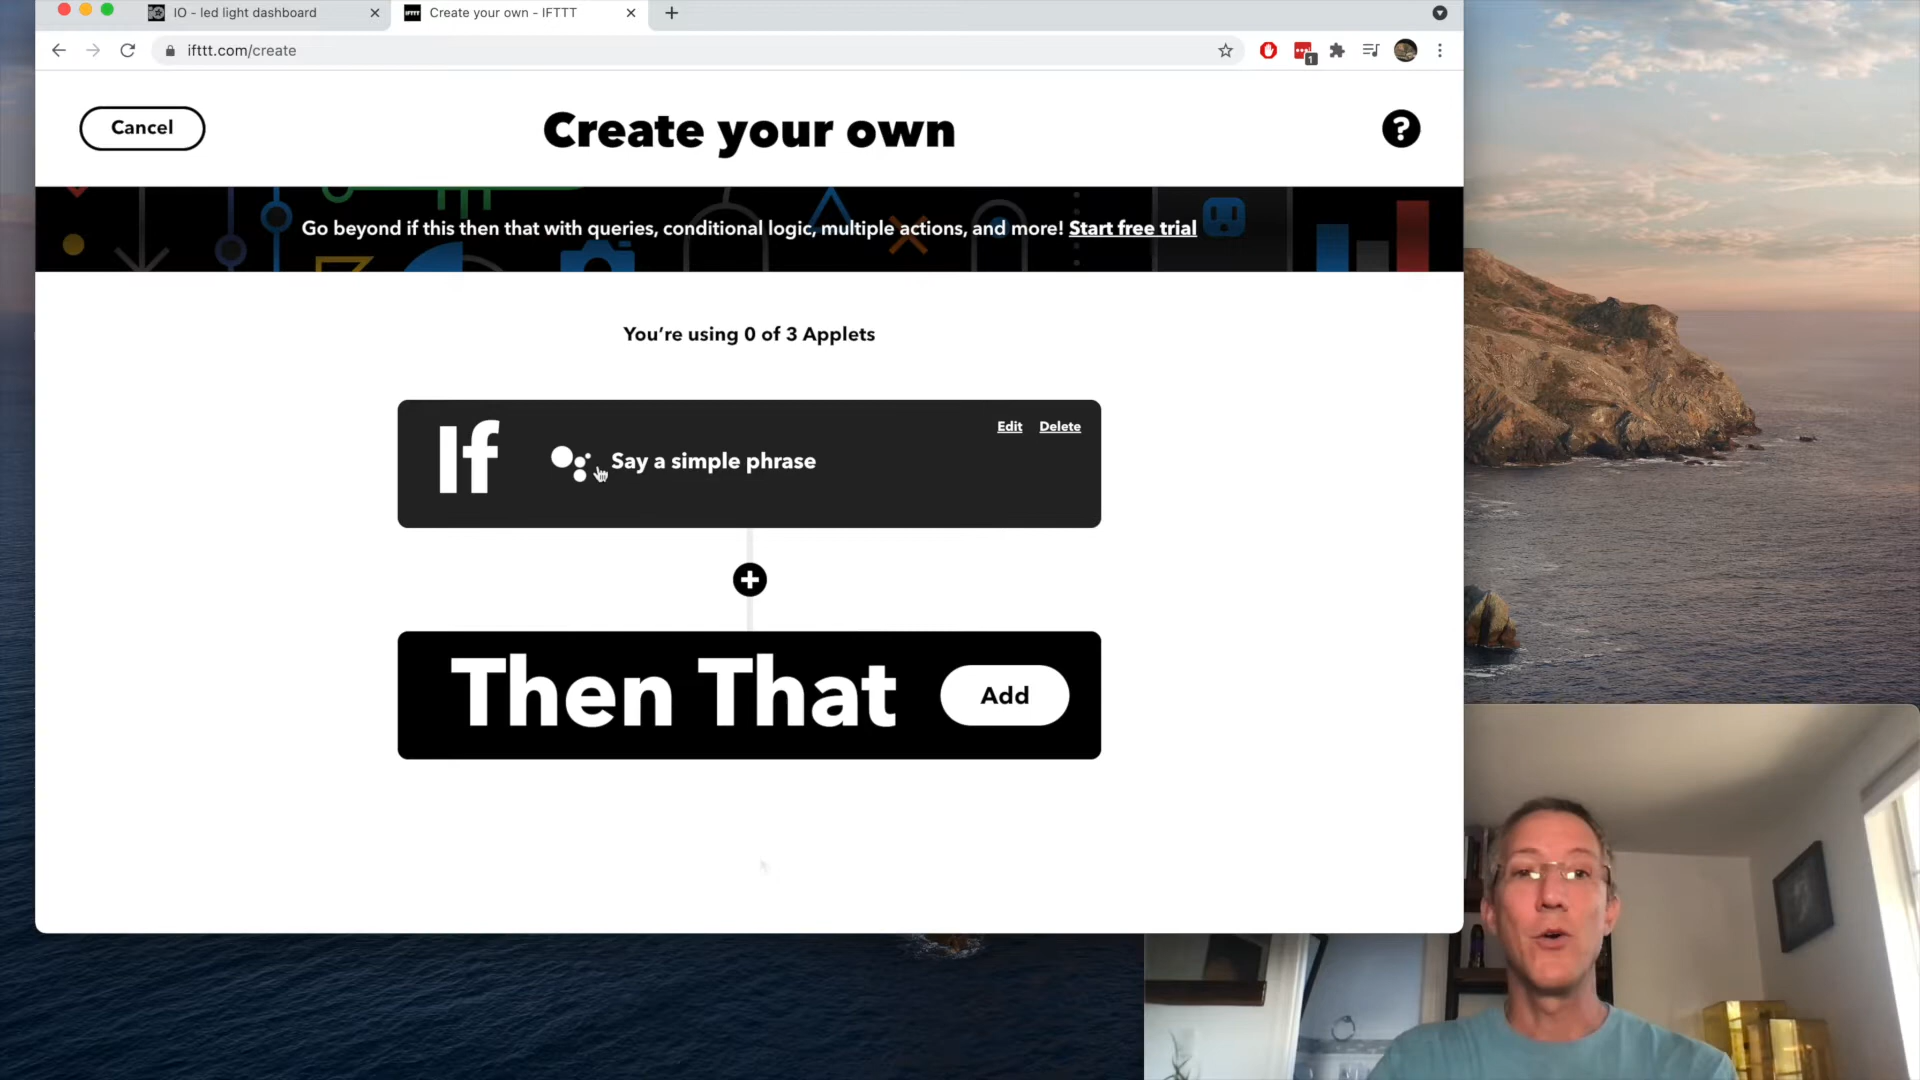 IO - led light dashboard
IFTTT
Create your own - IFTTT
ifttt.com/create
1
Cancel
Create your own
?
Go beyond if this then that with queries, conditional logic, multiple actions, and more! Start free trial
You're using 0 of 3 Applets
Edit Delete
If Say a simple phrase
Then That Add